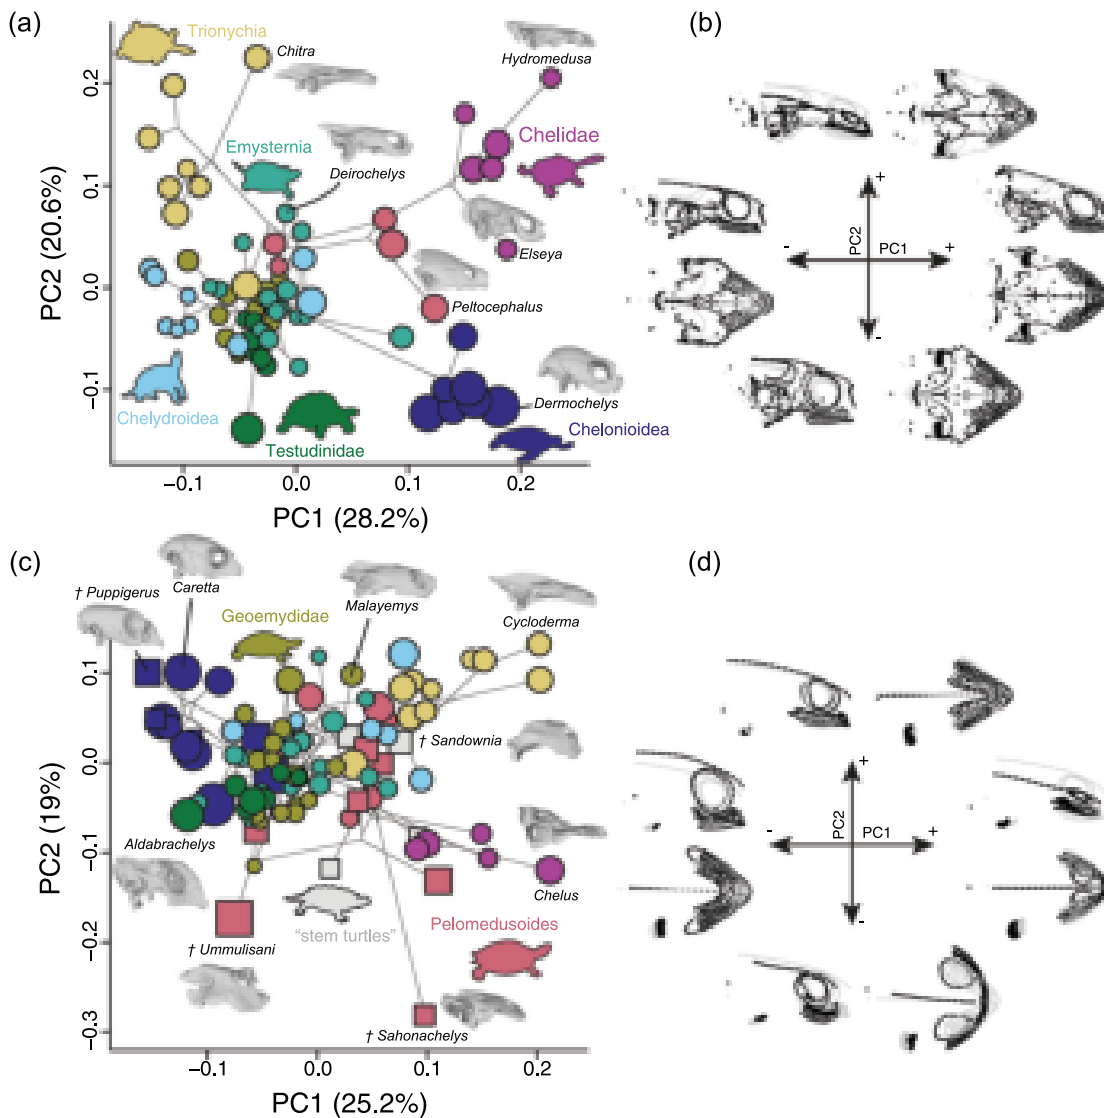 (a)
(b)
Trionychia
Chitra
Hydromedusa
0.2
Emysternia
Deirochelys
Chelidae
0.1
Elseya
0.0
Peltocephalus
−0.1
Dermochelys
Chelydroidea
Chelonioidea
Testudinidae
PC2 (20.6%)
−0.1
0.0
0.1
0.2
PC1 (28.2%)
+
PC2
-
PC1
+
-
(c)
(d)
† Puppigerus
Caretta
Geoemydidae
Malayemys
Cycloderma
0.1
† Sandownia
0.0
−0.1
Aldabrachelys
Chelus
"stem turtles"
Pelomedusoides
−0.2
† Ummulisani
−0.3
† Sahonachelys
PC2 (19%)
−0.1
0.0
0.1
0.2
PC1 (25.2%)
+
PC2
-
PC1
+
-